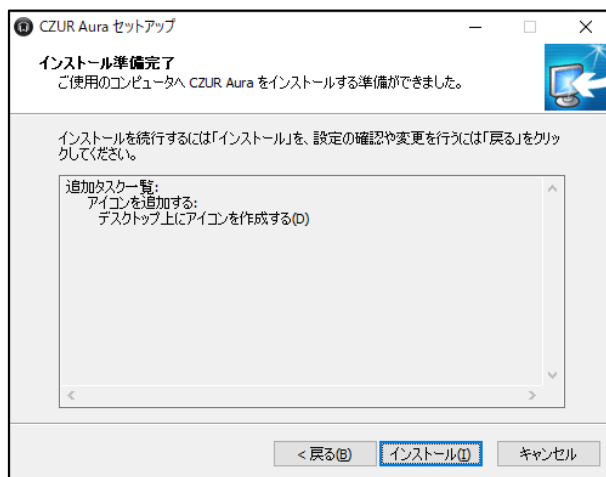 CZUR Aura セットアップ
インストール準備完了
ご使用のコンピュータへ CZUR Aura をインストールする準備ができました。
インストールを続行するには「インストール」を、設定の確認や変更を行うには「戻る」をクリッ
クしてください。
追加タスク一覧:
アイコンを追加する:
デスクトップ上にアイコンを作成する(D)
< 戻る(B)
インストール(I)
キャンセル